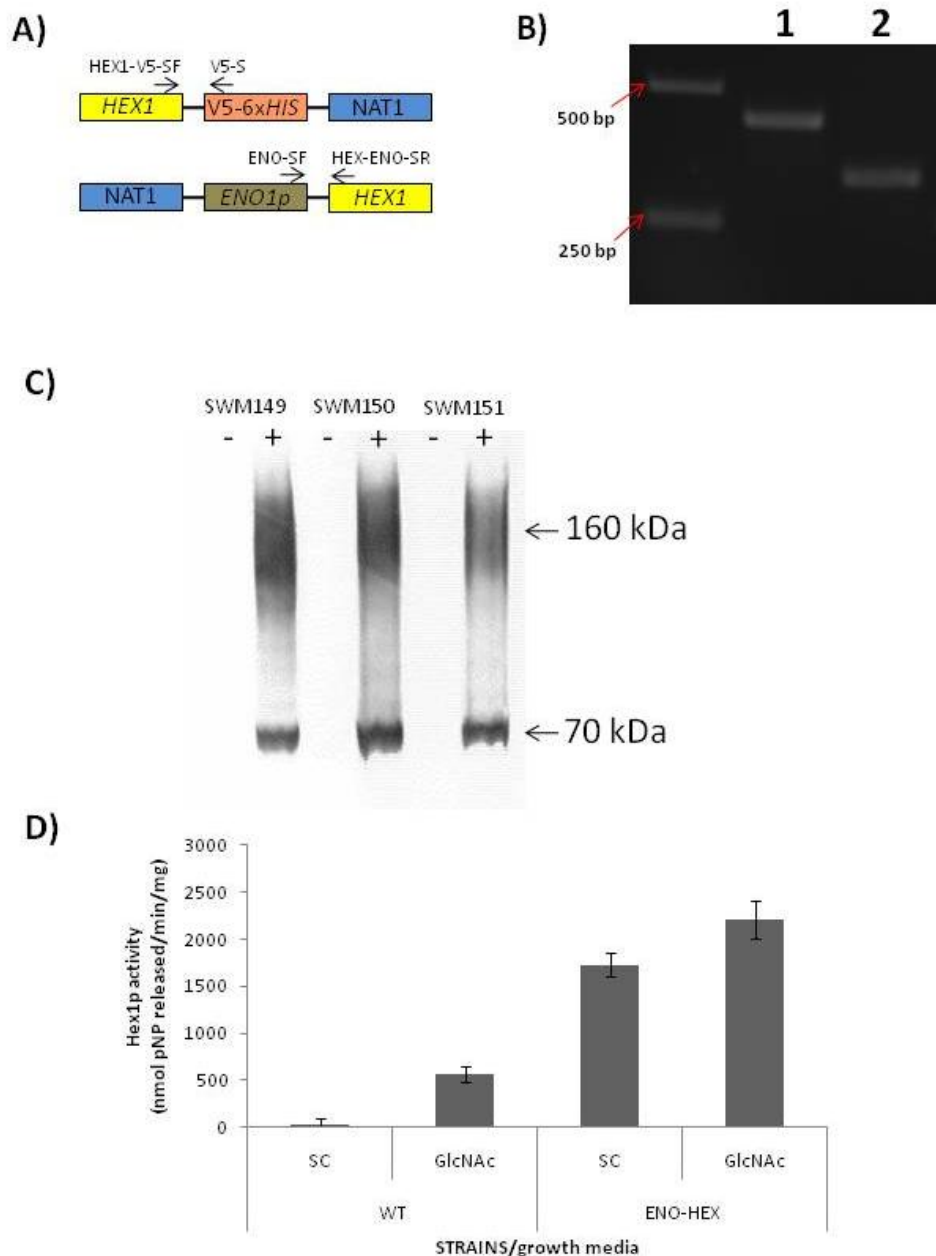 A)
HEX1-V5-SF V5-S
HEX1 V5-6xHIS NAT1
ENO-SF HEX-ENO-SR
NAT1 ENO1p HEX1
B)
1 2
500 bp
250 bp
C)
SWM149 SWM150 SWM151
- + - + - +
160 kDa
70 kDa
D)
Hex1p activity
(nmol pNP released/min/mg)
3000
2500
2000
1500
1000
500
0
SC GlcNAc SC GlcNAc
WT ENO-HEX
STRAINS/growth media